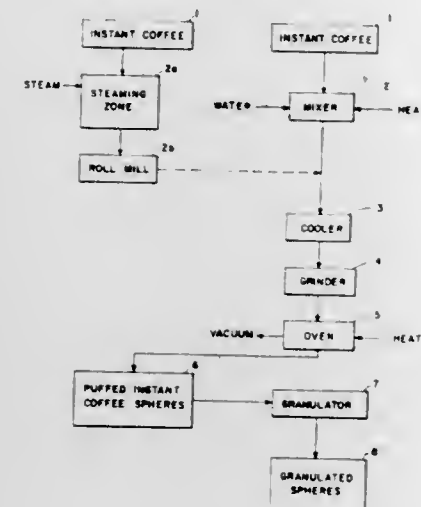 1
1
INSTANT COFFEE
INSTANT COFFEE
2a
STEAM
STEAMING
ZONE
2
WATER
MIXER
HEA
2b
ROLL MILL
3
COOLER
4
GRINDER
5
VACUUM
OVEN
HEAT
6
PUFFED INSTANT
COFFEE SPHERES
7
GRANULATOR
8
GRANULATED
SPHERES